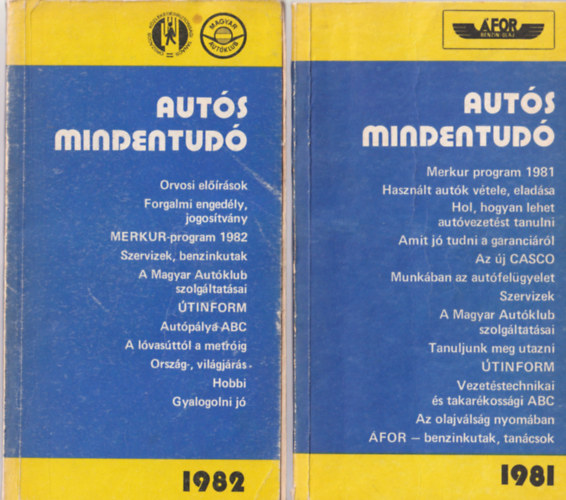 MAGYAR
AUTÓKLUB
AUTÓS
MINDENTUDÓ
Orvosi előírások
Forgalmi engedély,
jogosítvány
MERKUR-program 1982
Szervizek, benzinkutak
A Magyar Autóklub
szolgáltatásai
ÚTINFORM
Autópálya ABC
A lóvasúttól a metróig
Ország-, világjárás
Hobbi
Gyalogolni jó
1982
ÁFOR
AUTÓS
MINDENTUDÓ
Merkur program 1981
Használt autók vétele, eladása
Hol, hogyan lehet
autóvezetést tanulni
Amit jó tudni a garanciáról
Az új CASCO
Munkában az autófelügyelet
Szervizek
A Magyar Autóklub
szolgáltatásai
Tanuljunk meg utazni
ÚTINFORM
Vezetéstechnikai
és takarékossági ABC
Az olajválság nyomában
ÁFOR – benzinkutak, tanácsok
1981